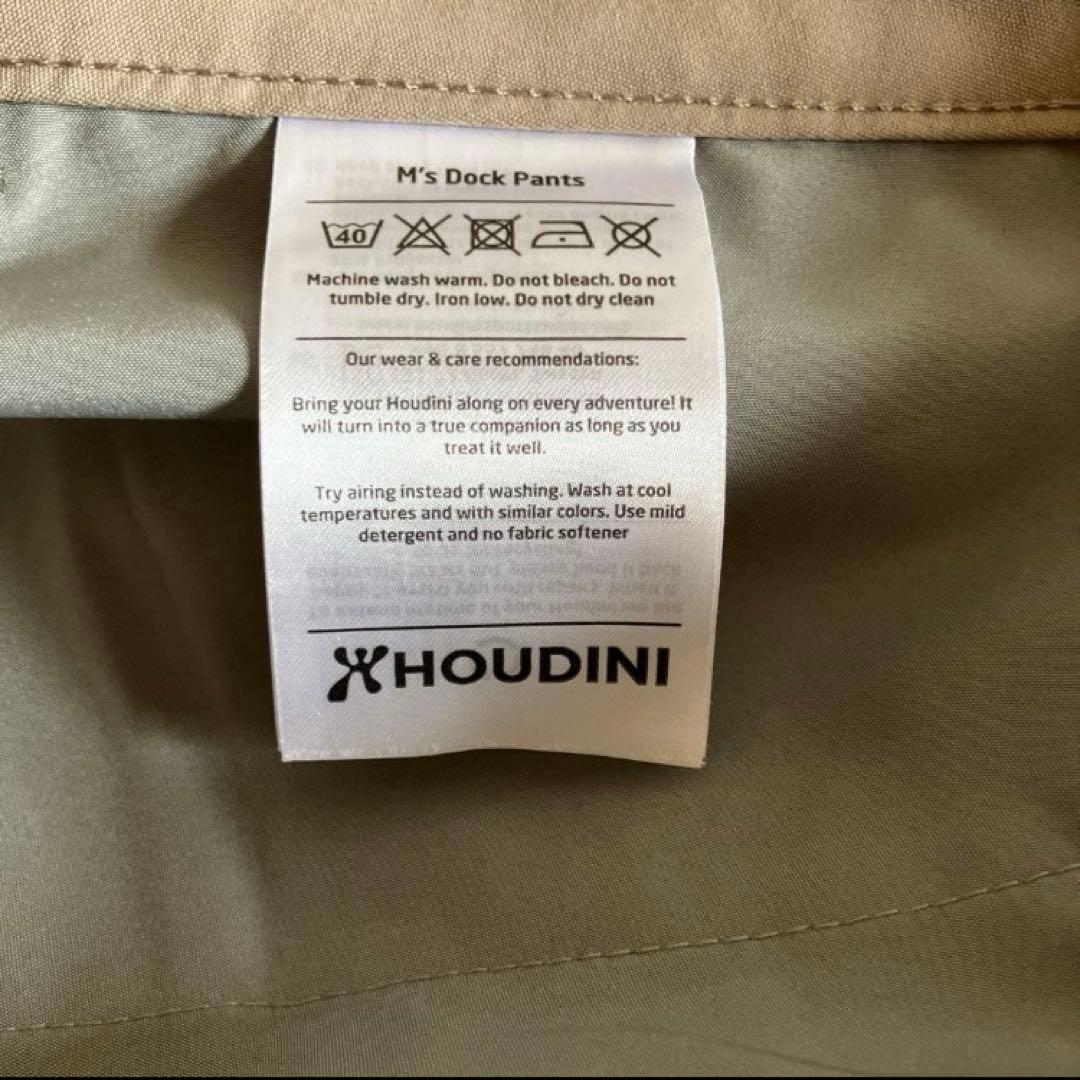 M's Dock Pants
40
Machine wash warm. Do not bleach. Do not
tumble dry. Iron low. Do not dry clean
Our wear & care recommendations:
Bring your Houdini along on every adventure! It
will turn into a true companion as long as you
treat it well.
Try airing instead of washing. Wash at cool
temperatures and with similar colors. Use mild
detergent and no fabric softener
HOUDINI